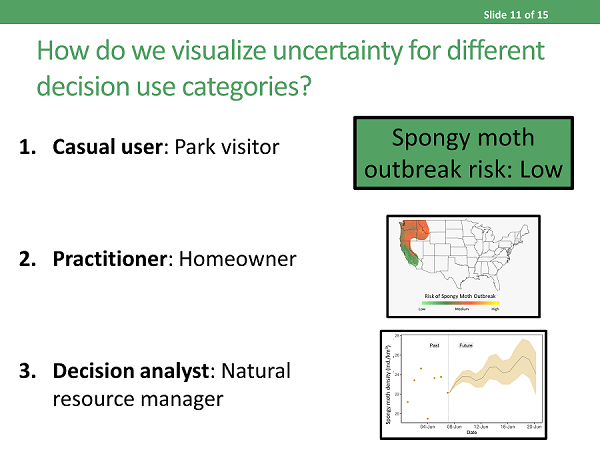 Slide 11 of 15
How do we visualize uncertainty for different
decision use categories?
1. Casual user: Park visitor
Spongy moth
outbreak risk: Low
2. Practitioner: Homeowner
Risk of Spongy Moth Outbreak
Low Medium High
3. Decision analyst: Natural
resource manager
Spongy moth density (ind./km²)
28
26
24
22
20
Past Future
04-Jun 08-Jun 12-Jun 16-Jun 20-Jun
Date